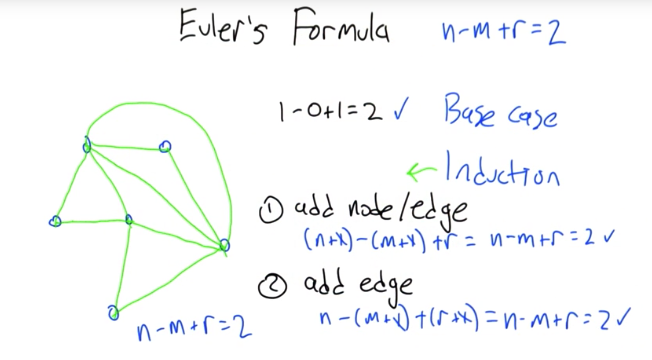 Euler's Formula n-m+r=2
1-0+1=2 ✓ Base case
← Induction
① add node/edge
(n+1)-(m+1)+r = n-m+r=2 ✓
② add edge
n-(m+1)+(r+1)=n-m+r=2 ✓
n-m+r=2